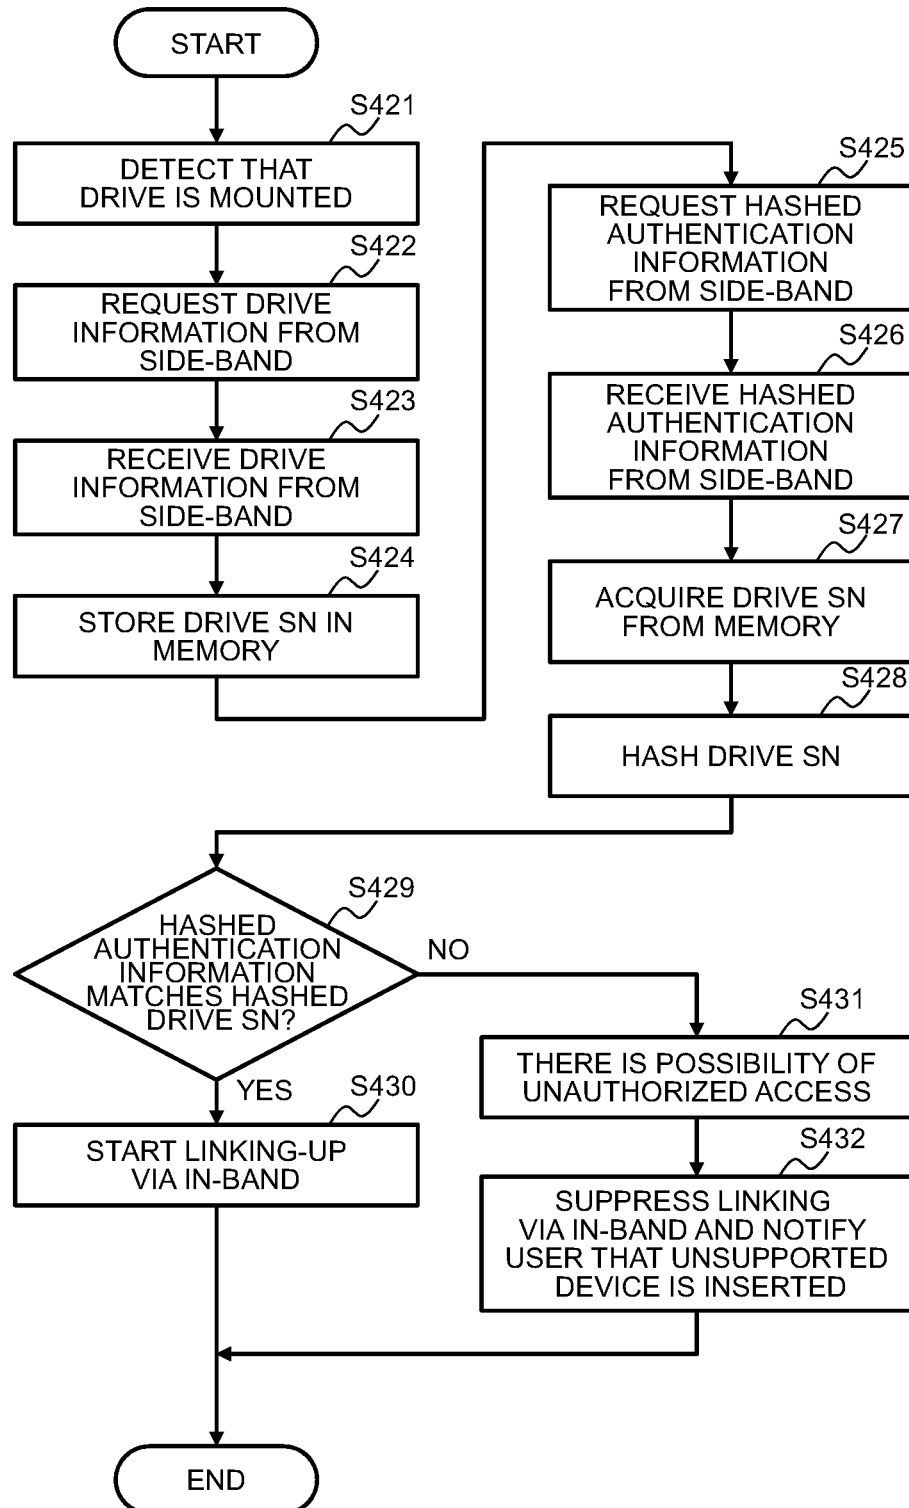 START
S421
DETECT THAT
DRIVE IS MOUNTED
S422
REQUEST DRIVE
INFORMATION FROM
SIDE-BAND
S423
RECEIVE DRIVE
INFORMATION FROM
SIDE-BAND
S424
STORE DRIVE SN IN
MEMORY
S425
REQUEST HASHED
AUTHENTICATION
INFORMATION
FROM SIDE-BAND
S426
RECEIVE HASHED
AUTHENTICATION
INFORMATION
FROM SIDE-BAND
S427
ACQUIRE DRIVE SN
FROM MEMORY
S428
HASH DRIVE SN
S429
HASHED
AUTHENTICATION
INFORMATION
MATCHES HASHED
DRIVE SN?
NO
YES
S430
START LINKING-UP
VIA IN-BAND
S431
THERE IS POSSIBILITY OF
UNAUTHORIZED ACCESS
S432
SUPPRESS LINKING
VIA IN-BAND AND NOTIFY
USER THAT UNSUPPORTED
DEVICE IS INSERTED
END